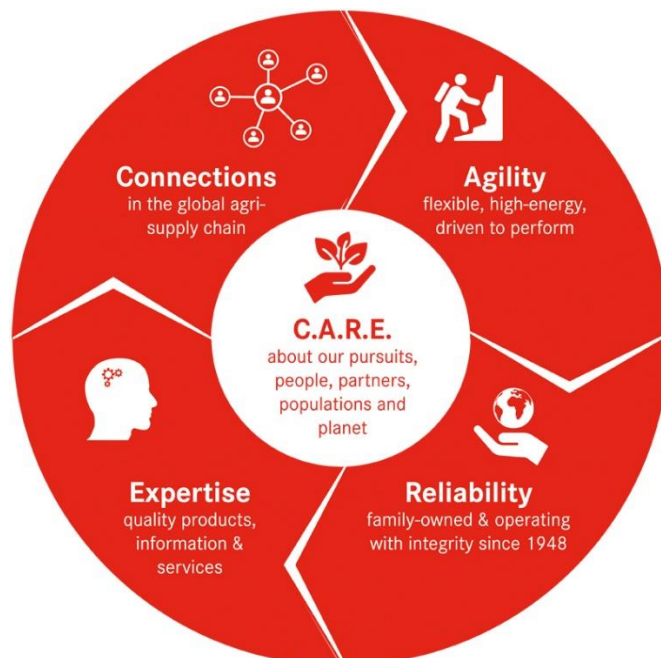 Connections
in the global agri-
supply chain
Agility
flexible, high-energy,
driven to perform
C.A.R.E.
about our pursuits,
people, partners,
populations and
planet
Expertise
quality products,
information &
services
Reliability
family-owned & operating
with integrity since 1948